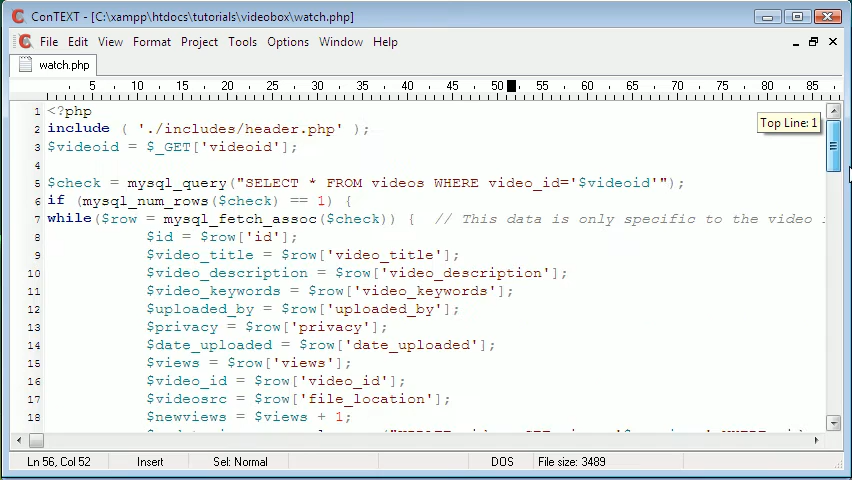 ConTEXT - [C:\xampp\htdocs\tutorials\videobox\watch.php]
File Edit View Format Project Tools Options Window Help
watch.php
5 10 15 20 25 30 35 40 45 50 55 60 65 70 75 80 85
1 <?php
2 include ( './includes/header.php' );
3 $videoid = $_GET['videoid'];
4
5 $check = mysql_query("SELECT * FROM videos WHERE video_id='$videoid'");
6 if (mysql_num_rows($check) == 1) {
7 while($row = mysql_fetch_assoc($check)) { // This data is only specific to the video
8 $id = $row['id'];
9 $video_title = $row['video_title'];
10 $video_description = $row['video_description'];
11 $video_keywords = $row['video_keywords'];
12 $uploaded_by = $row['uploaded_by'];
13 $privacy = $row['privacy'];
14 $date_uploaded = $row['date_uploaded'];
15 $views = $row['views'];
16 $video_id = $row['video_id'];
17 $videosrc = $row['file_location'];
18 $newviews = $views + 1;
Top Line: 1
Ln 56, Col 52 Insert Sel: Normal DOS File size: 3489